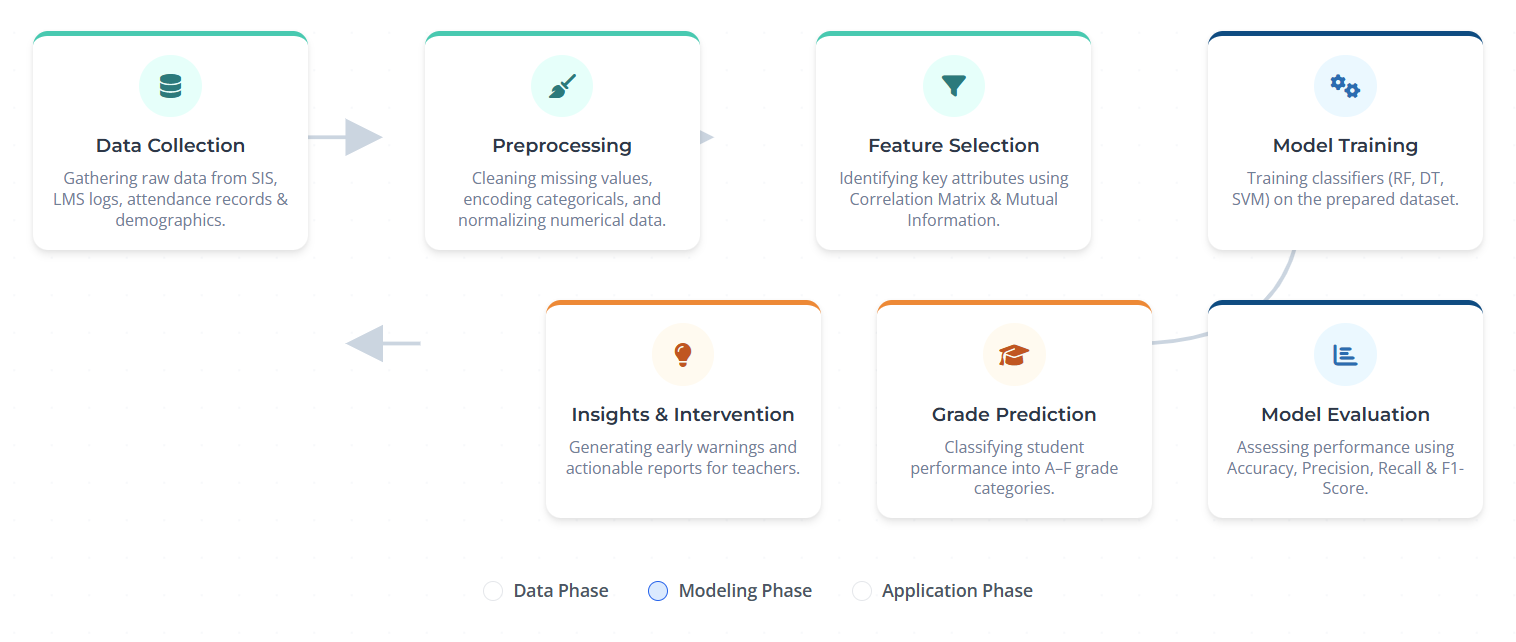 Data Collection
Gathering raw data from SIS,
LMS logs, attendance records &
demographics.
Preprocessing
Cleaning missing values,
encoding categoricals, and
normalizing numerical data.
Feature Selection
Identifying key attributes using
Correlation Matrix & Mutual
Information.
Model Training
Training classifiers (RF, DT,
SVM) on the prepared dataset.
Insights & Intervention
Generating early warnings and
actionable reports for teachers.
Grade Prediction
Classifying student
performance into A–F grade
categories.
Model Evaluation
Assessing performance using
Accuracy, Precision, Recall & F1-
Score.
Data Phase
Modeling Phase
Application Phase